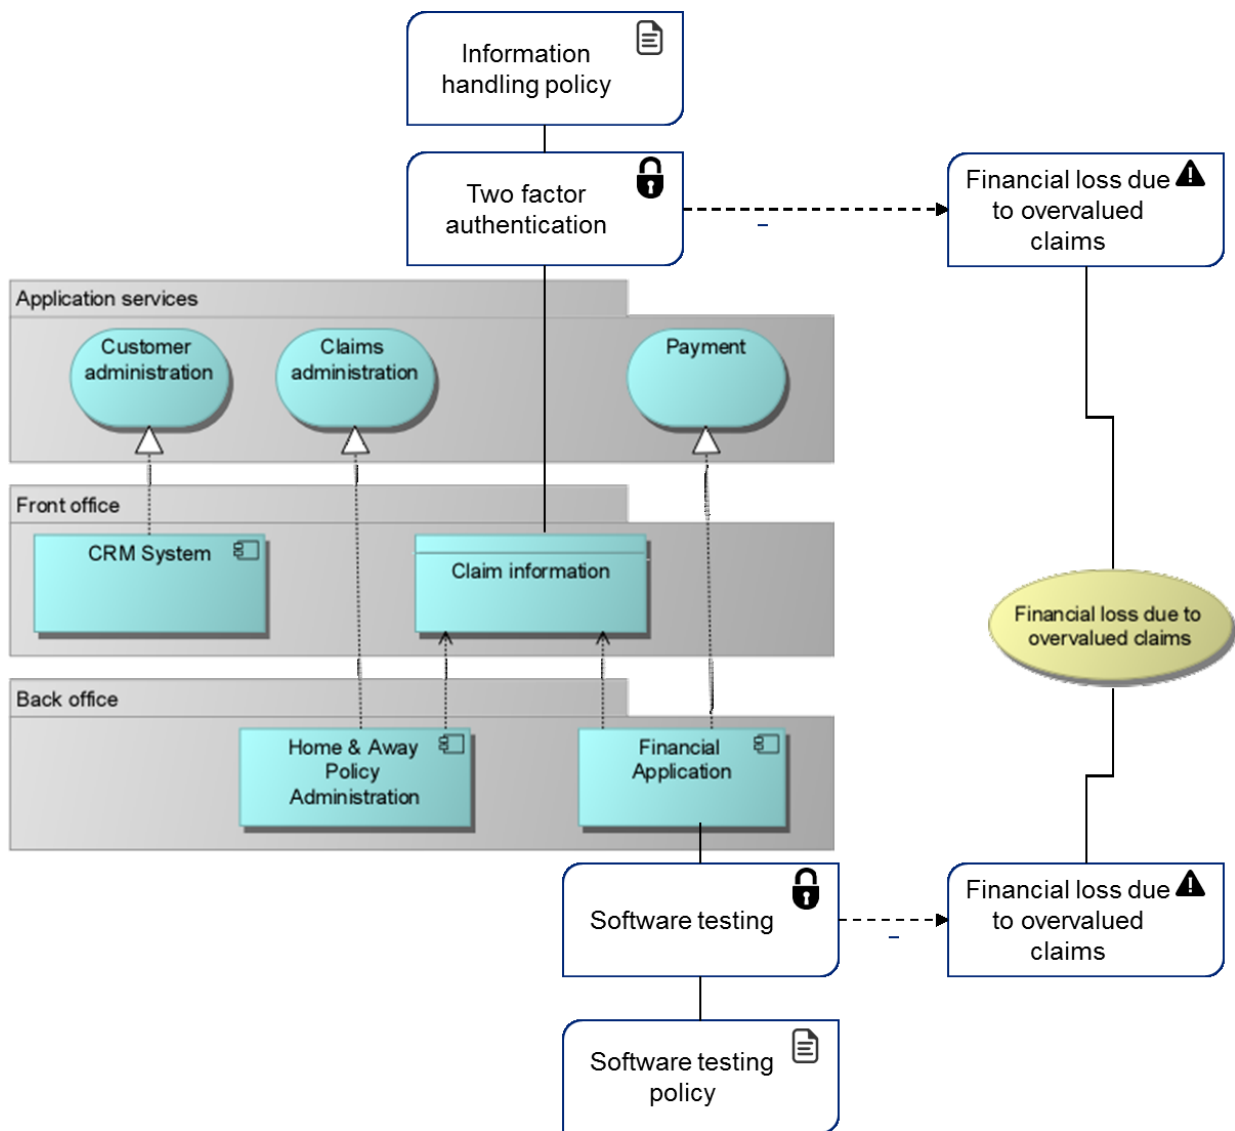 Information
handling policy
Two factor
authentication
Financial loss due
to overvalued
claims
–
Application services
Customer
administration
Claims
administration
Payment
Front office
CRM System
Claim information
Financial loss due to
overvalued claims
Back office
Home & Away
Policy
Administration
Financial
Application
Software testing
–
Financial loss due
to overvalued
claims
Software testing
policy